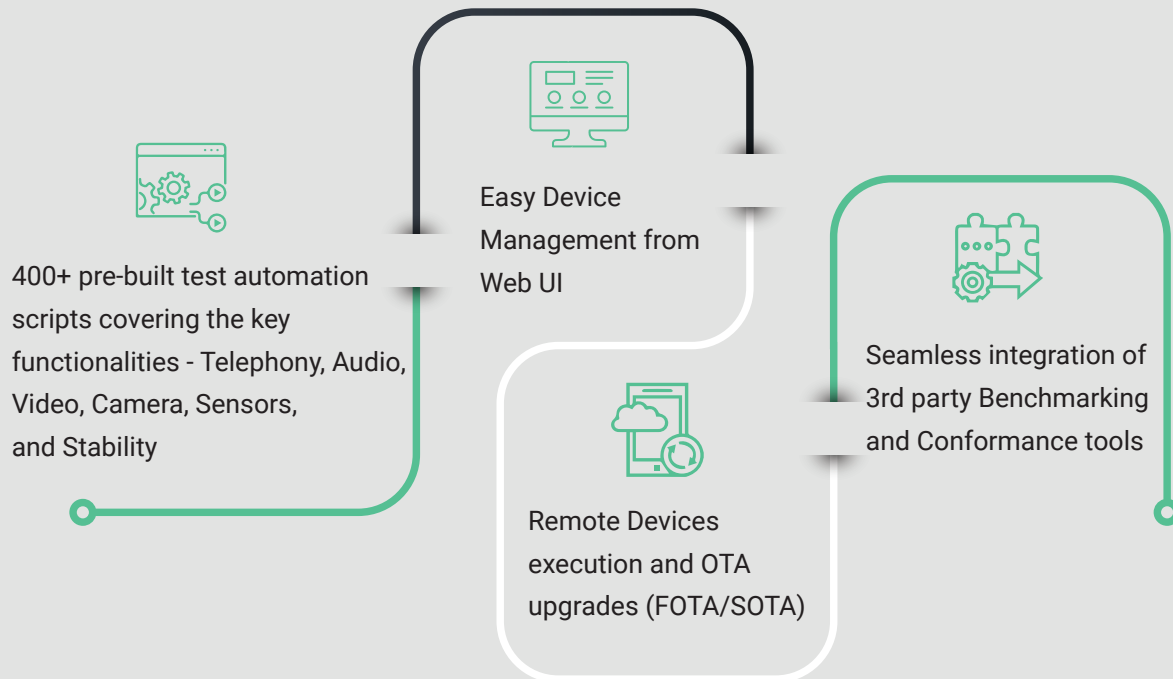 400+ pre-built test automation
scripts covering the key
functionalities - Telephony, Audio,
Video, Camera, Sensors,
and Stability
Easy Device
Management from
Web UI
Remote Devices
execution and OTA
upgrades (FOTA/SOTA)
Seamless integration of
3rd party Benchmarking
and Conformance tools